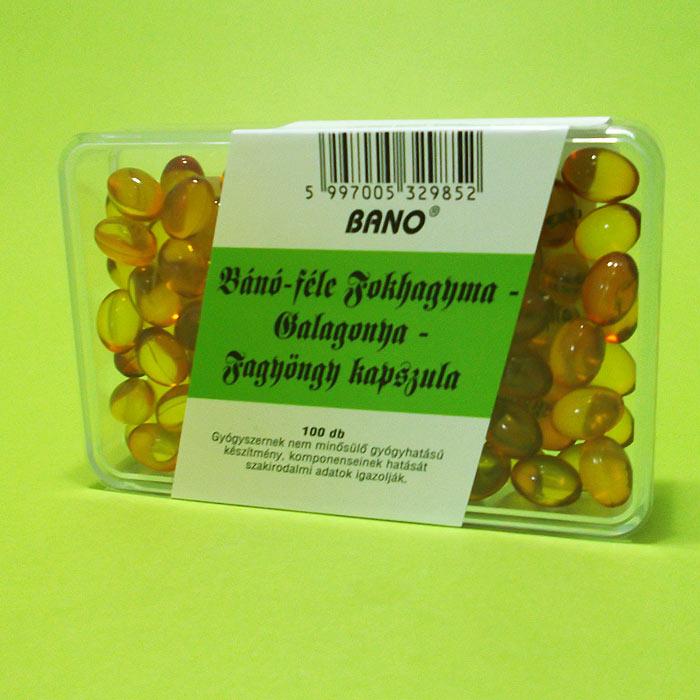 5 997005 329852
BANO®
Bánó-féle Fokhagyma -
Galagonya -
Fagyöngy kapszula
100 db
Gyógyszernek nem minősülő gyógyhatású
készítmény, komponenseinek hatását
szakirodalmi adatok igazolják.